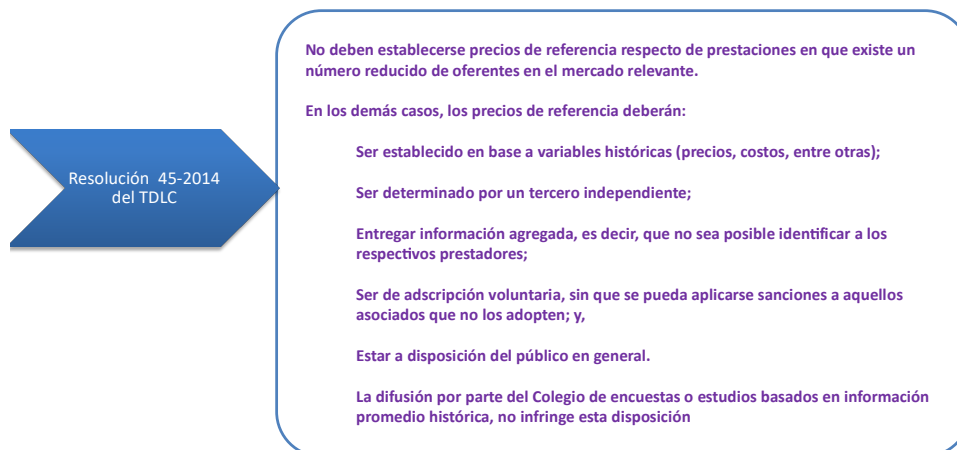 No deben establecerse precios de referencia respecto de prestaciones en que existe un
número reducido de oferentes en el mercado relevante.
En los demás casos, los precios de referencia deberán:
Ser establecido en base a variables históricas (precios, costos, entre otras);
Resolución 45-2014
del TDLC
Ser determinado por un tercero independiente;
Entregar información agregada, es decir, que no sea posible identificar a los
respectivos prestadores;
Ser de adscripción voluntaria, sin que se pueda aplicarse sanciones a aquellos
asociados que no los adopten; y,
Estar a disposición del público en general.
La difusión por parte del Colegio de encuestas o estudios basados en información
promedio histórica, no infringe esta disposición